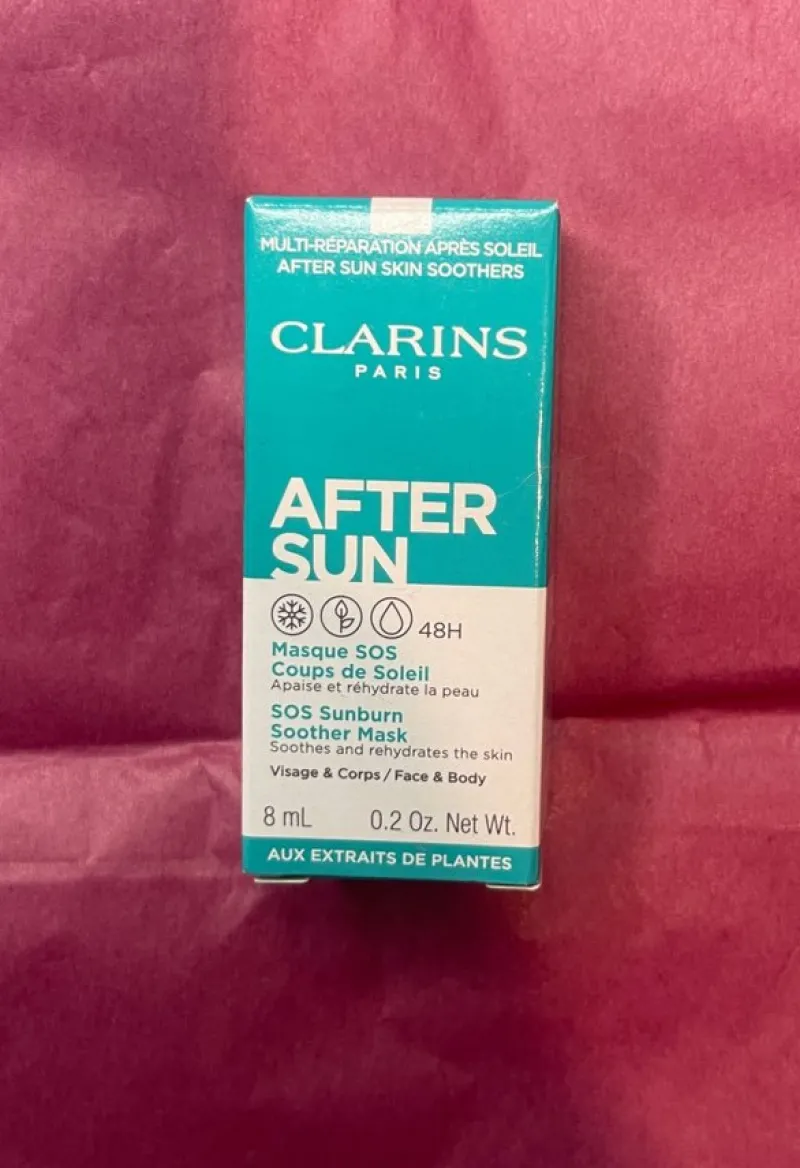 MULTI-RÉPARATION APRÈS SOLEIL
AFTER SUN SKIN SOOTHERS
CLARINS
PARIS
AFTER
SUN
48H
Masque SOS
Coups de Soleil
Apaise et réhydrate la peau
SOS Sunburn
Soother Mask
Soothes and rehydrates the skin
Visage & Corps / Face & Body
8 mL 0.2 Oz. Net Wt.
AUX EXTRAITS DE PLANTES